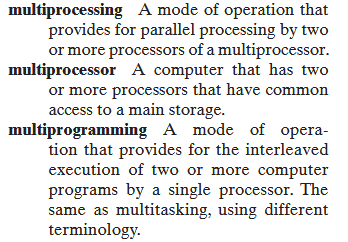 multiprocessing A mode of operation that
provides for parallel processing by two
or more processors of a multiprocessor.
multiprocessor A computer that has two
or more processors that have common
access to a main storage.
multiprogramming A mode of opera-
tion that provides for the interleaved
execution of two or more computer
programs by a single processor. The
same as multitasking, using different
terminology.